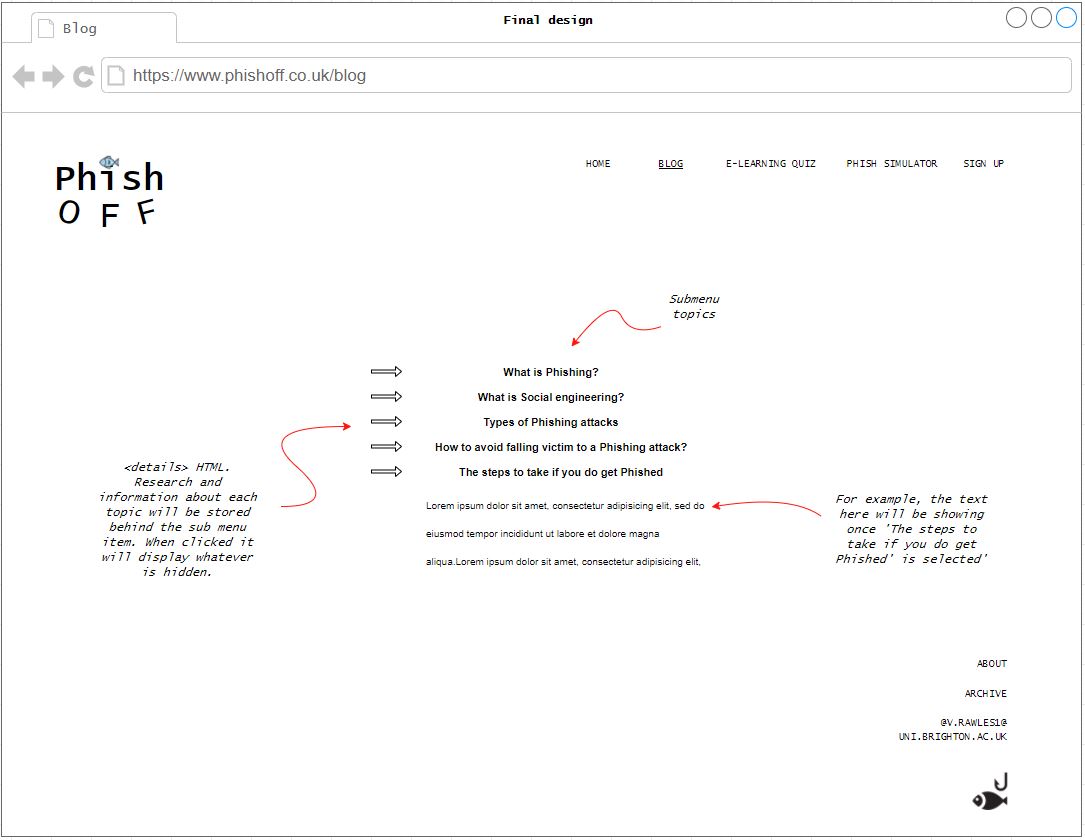 Final design
Blog
https://www.phishoff.co.uk/blog
Phish
OFF
HOME
BLOG
E-LEARNING QUIZ
PHISH SIMULATOR
SIGN UP
Submenu
topics
What is Phishing?
What is Social engineering?
Types of Phishing attacks
How to avoid falling victim to a Phishing attack?
The steps to take if you do get Phished
<details> HTML.
Research and
information about each
topic will be stored
behind the sub menu
item. When clicked it
will display whatever
is hidden.
Lorem ipsum dolor sit amet, consectetur adipisicing elit, sed do
eiusmod tempor incididunt ut labore et dolore magna
aliqua.Lorem ipsum dolor sit amet, consectetur adipisicing elit,
For example, the text
here will be showing
once 'The steps to
take if you do get
Phished' is selected'
ABOUT
ARCHIVE
@V.RAWLES1@
UNI.BRIGHTON.AC.UK